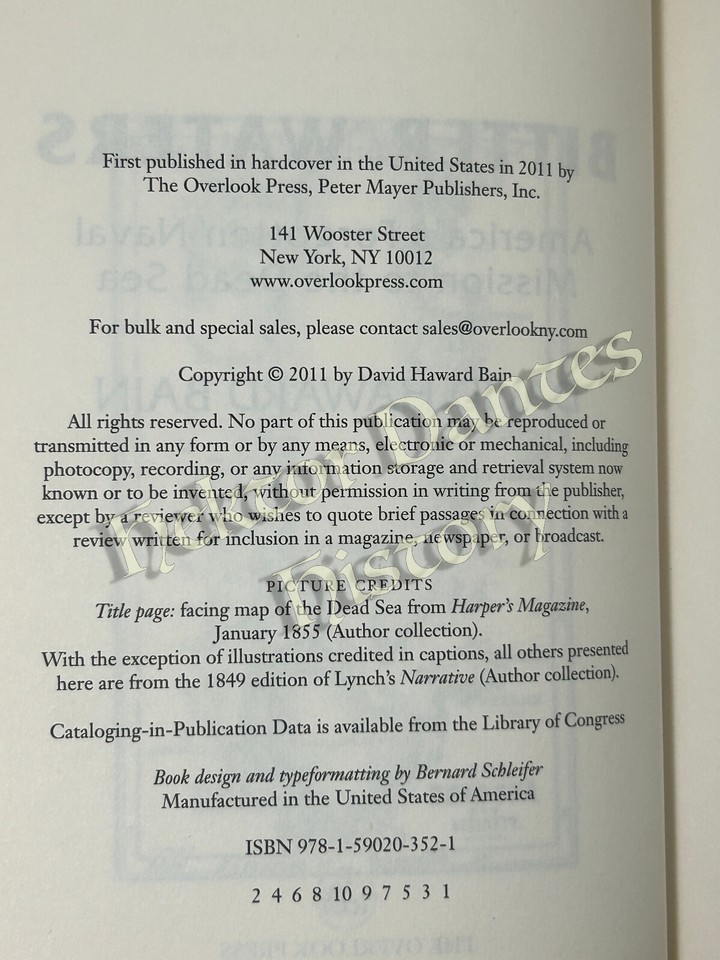 First published in hardcover in the United States in 2011 by
The Overlook Press, Peter Mayer Publishers, Inc.
141 Wooster Street
New York, NY 10012
www.overlookpress.com
For bulk and special sales, please contact sales@overlookny.com
Copyright © 2011 by David Haward Bain
All rights reserved. No part of this publication may be reproduced or
transmitted in any form or by any means, electronic or mechanical, including
photocopy, recording, or any information storage and retrieval system now
known or to be invented, without permission in writing from the publisher,
except by a reviewer who wishes to quote brief passages in connection with a
review written for inclusion in a magazine, newspaper, or broadcast.
PICTURE CREDITS
Title page: facing map of the Dead Sea from Harper's Magazine,
January 1855 (Author collection).
With the exception of illustrations credited in captions, all others presented
here are from the 1849 edition of Lynch's Narrative (Author collection).
Cataloging-in-Publication Data is available from the Library of Congress
Book design and typeformatting by Bernard Schleifer
Manufactured in the United States of America
ISBN 978-1-59020-352-1
2 4 6 8 10 9 7 5 3 1
Hektor Dantes
History